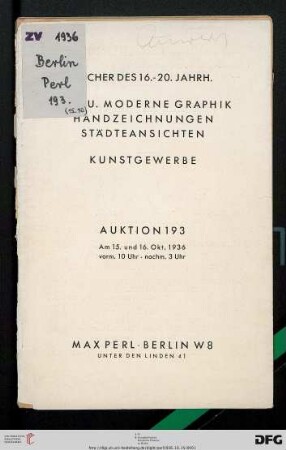 ZV 1936
Berlin
Perl
193.
(15.10)
CHER DES 16.-20. JAHRH.
U. MODERNE GRAPHIK
HANDZEICHNUNGEN
STÄDTEANSICHTEN
KUNSTGEWERBE
AUKTION 193
Am 15. und 16. Okt. 1936
vorm. 10 Uhr - nachm. 3 Uhr
MAX PERL · BERLIN W8
UNTER DEN LINDEN 41
DFG